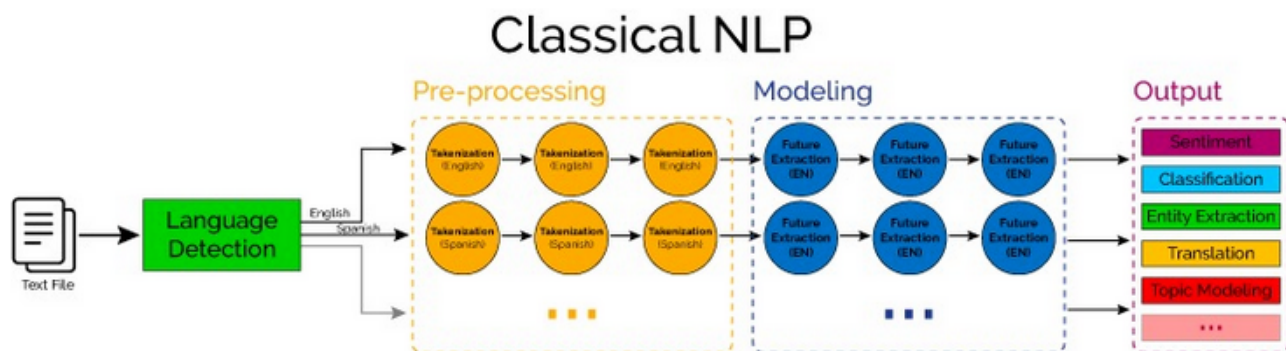 Classical NLP
Pre-processing
Modeling
Output
Text File
Language
Detection
English
Spanish
Takenization
(English)
Takenization
(English)
Takenization
(English)
Future
Extraction
(EN)
Future
Extraction
(EN)
Future
Extraction
(EN)
Takenization
(Spanish)
Takenization
(Spanish)
Takenization
(Spanish)
Future
Extraction
(EN)
Future
Extraction
(EN)
Future
Extraction
(EN)
Sentiment
Classification
Entity Extraction
Translation
Topic Modeling
...